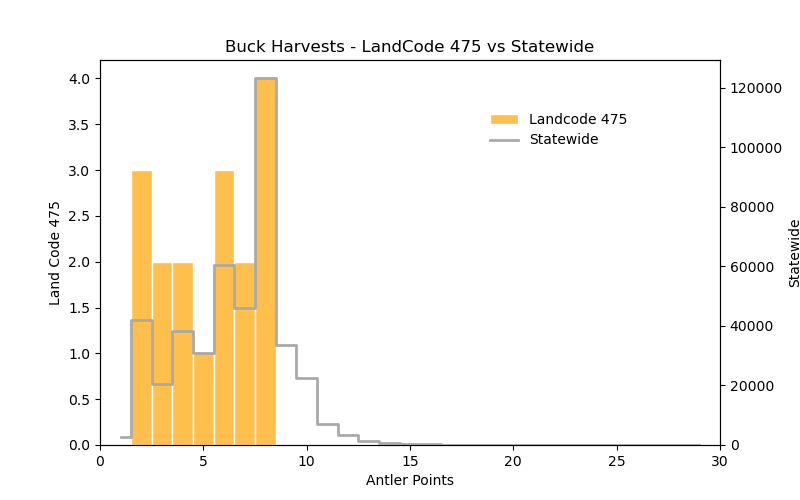 Buck Harvests - LandCode 475 vs Statewide
4.0
3.5
3.0
2.5
2.0
1.5
1.0
0.5
0.0
Land Code 475
Landcode 475
Statewide
120000
100000
80000
60000
40000
20000
0
Statewide
0 5 10 15 20 25 30
Antler Points